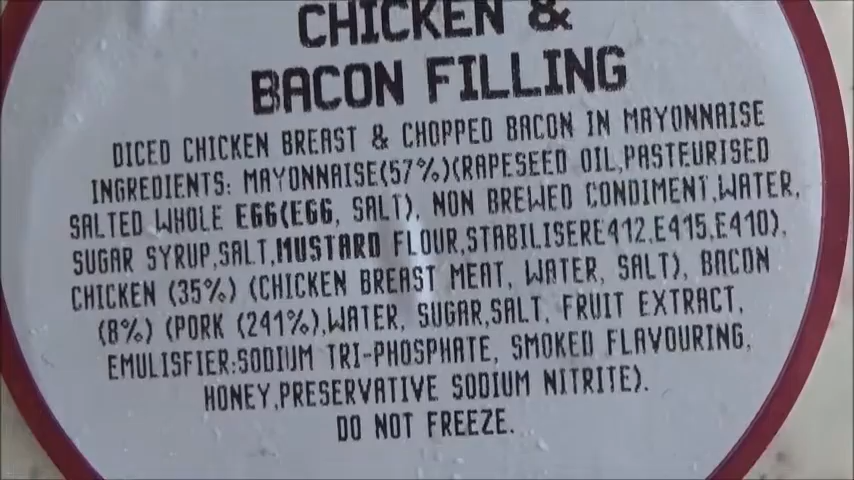 CHICKEN &
BACON FILLING
DICED CHICKEN BREAST & CHOPPED BACON IN MAYONNAISE
INGREDIENTS: MAYONNAISE(57%)(RAPESEED OIL,PASTEURISED
SALTED WHOLE EGG(EGG, SALT), NON BREWED CONDIMENT,WATER,
SUGAR SYRUP,SALT,MUSTARD FLOUR,STABILISERE412,E415,E410),
CHICKEN (35%) (CHICKEN BREAST MEAT, WATER, SALT), BACON
(8%) (PORK (241%),WATER, SUGAR,SALT, FRUIT EXTRACT,
EMULISFIER:SODIUM TRI-PHOSPHATE, SMOKED FLAVOURING,
HONEY,PRESERVATIVE SODIUM NITRITE).
DO NOT FREEZE.